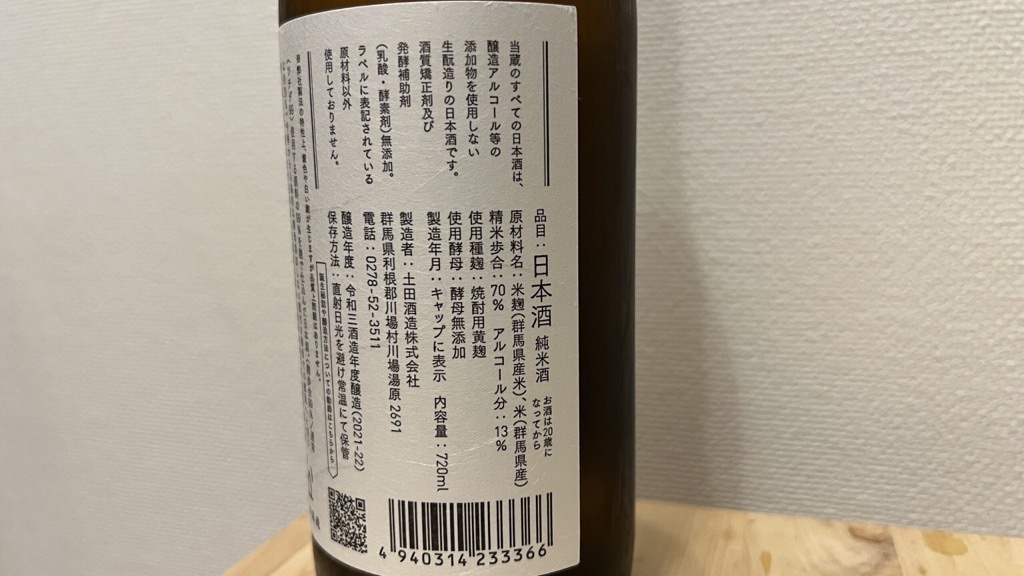 当蔵のすべての日本酒は、
醸造アルコール等の
添加物を使用しない
生酛造りの日本酒です。
酒質矯正剤及び
発酵補助剤
(乳酸・酵素剤)無添加。
ラベルに表記されている
原材料以外
使用しておりません。
品目：日本酒 純米酒
お酒は20歳に
なってから
原材料名：米麹(群馬県産米)、米(群馬県産)
精米歩合：70% アルコール分：13%
使用種麹：焼酎用黄麹
使用酵母：酵母無添加
製造年月：キャップに表示 内容量：720ml
製造者：土田酒造株式会社
群馬県利根郡川場村川場湯原2691
電話：0278-52-3511
醸造年度：令和三酒造年度醸造(2021-22)
保存方法：直射日光を避け常温にて保管
4 940314 233366